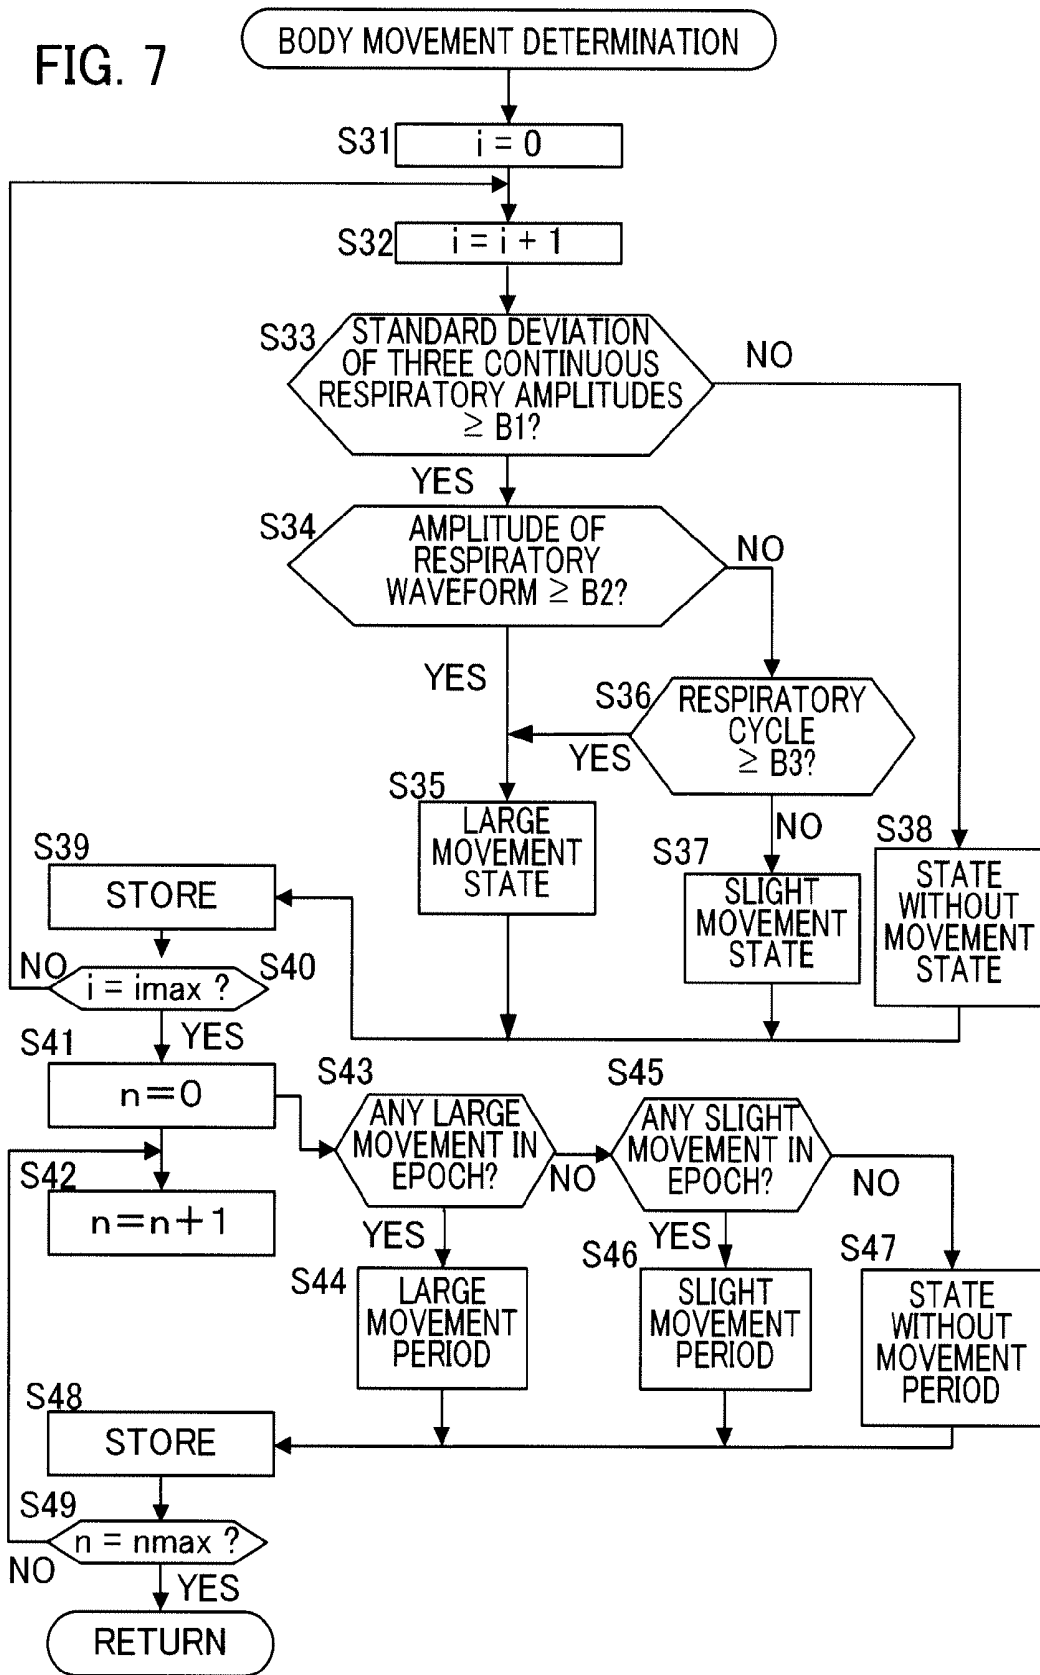 FIG. 7
BODY MOVEMENT DETERMINATION
S31
i = 0
S32
i = i + 1
S33
STANDARD DEVIATION
OF THREE CONTINUOUS
RESPIRATORY AMPLITUDES
≧ B1?
NO
YES
S34
AMPLITUDE OF
RESPIRATORY
WAVEFORM ≧ B2?
NO
YES
S36
RESPIRATORY
CYCLE
≧ B3?
YES
NO
S35
LARGE
MOVEMENT
STATE
S37
SLIGHT
MOVEMENT
STATE
S38
STATE
WITHOUT
MOVEMENT
STATE
S39
STORE
S40
i = imax ?
NO
YES
S41
n=0
S42
n=n+1
S43
ANY LARGE
MOVEMENT IN
EPOCH?
NO
YES
S44
LARGE
MOVEMENT
PERIOD
S45
ANY SLIGHT
MOVEMENT IN
EPOCH?
NO
YES
S46
SLIGHT
MOVEMENT
PERIOD
S47
STATE
WITHOUT
MOVEMENT
PERIOD
S48
STORE
S49
n = nmax ?
NO
YES
RETURN